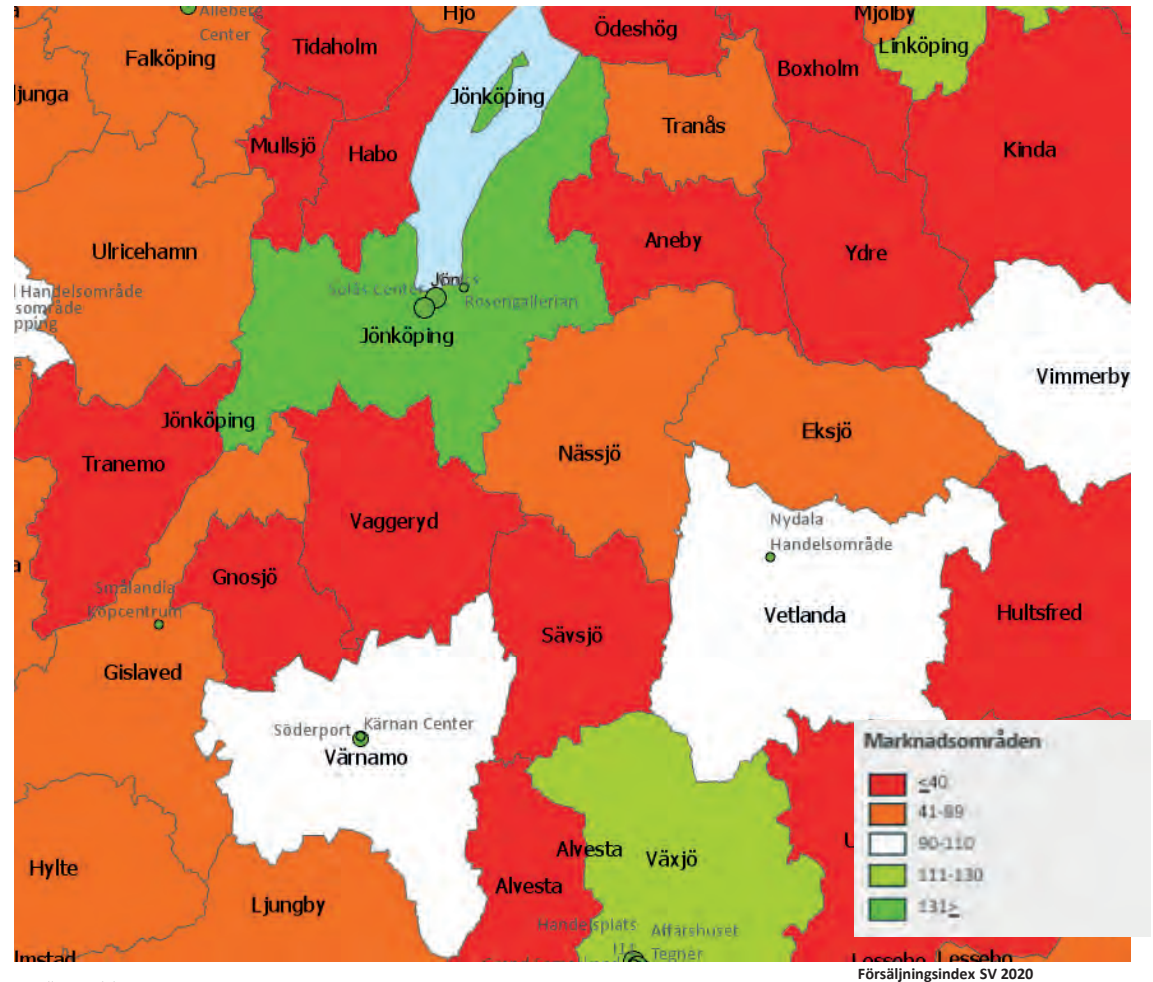 Alleberg
Center
Hjo
Mjölby
Ödeshög
Tidaholm
Linköping
Falköping
Boxholm
Jönköping
Tranås
Mullsjö
Habo
Kinda
Aneby
Ulricehamn
Ydre
Handelsområde
Rosengallerian
Jönköping
Vimmerby
Jönköping
Eksjö
Tranemo
Nässjö
Vaggeryd
Nydala
Handelsområde
Gnosjö
Smålandia
Köpcentrum
Vetlanda
Hultsfred
Sävsjö
Gislaved
Söderport
Kärnan Center
Värnamo
Marknadsområden
≤40
41-89
90-110
111-130
131≥
Alvesta
Växjö
Hylte
Alvesta
Ljungby
Handelsplats
Affärshuset
Tegnér
Lessebo
Försäljningsindex SV 2020